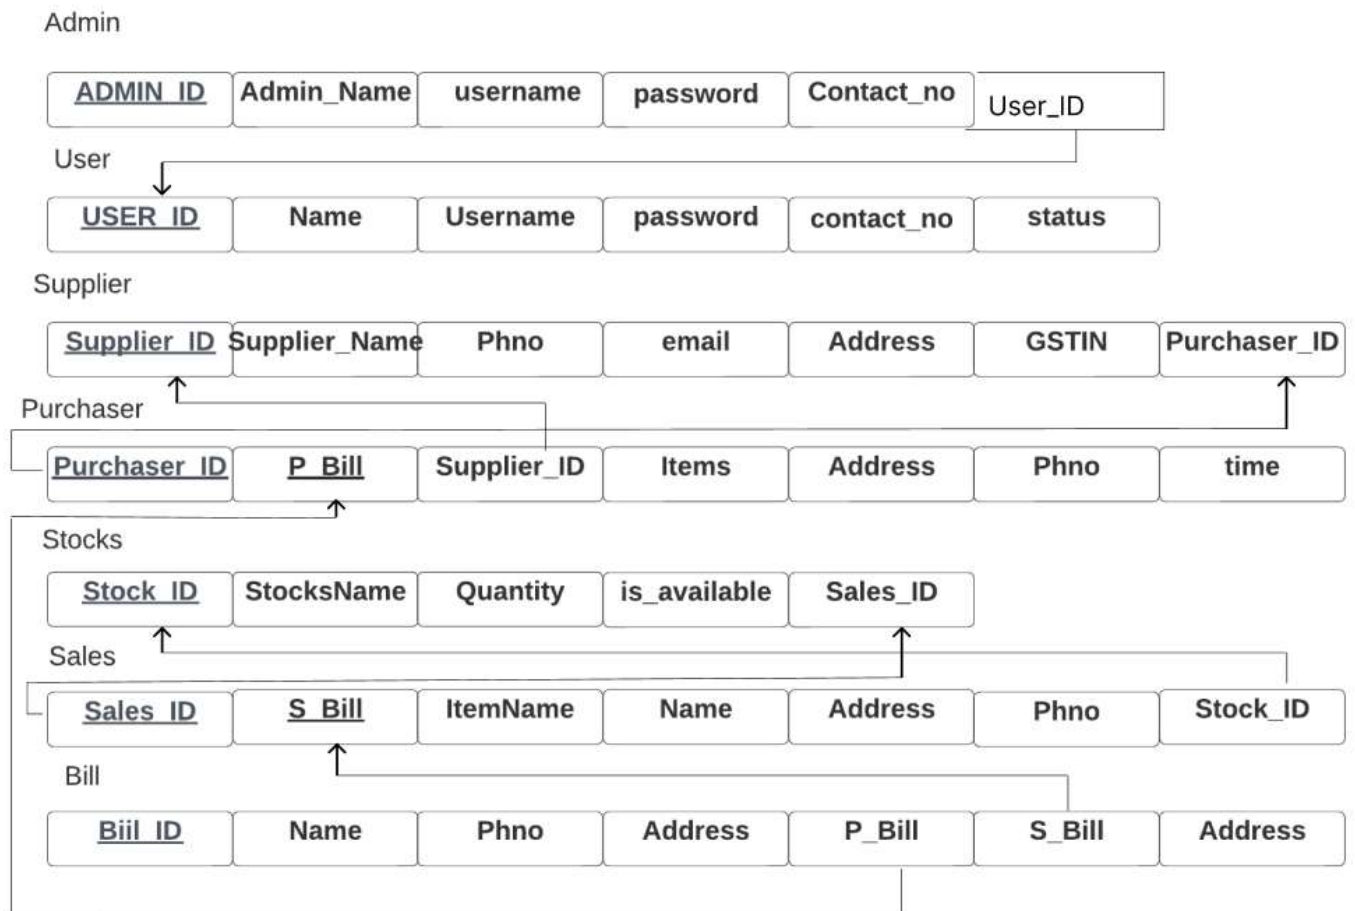 Admin
ADMIN_ID Admin_Name username password Contact_no User_ID
User
USER_ID Name Username password contact_no status
Supplier
Supplier_ID Supplier_Name Phno email Address GSTIN Purchaser_ID
Purchaser
Purchaser_ID P_Bill Supplier_ID Items Address Phno time
Stocks
Stock_ID StocksName Quantity is_available Sales_ID
Sales
Sales_ID S_Bill ItemName Name Address Phno Stock_ID
Bill
Biil_ID Name Phno Address P_Bill S_Bill Address